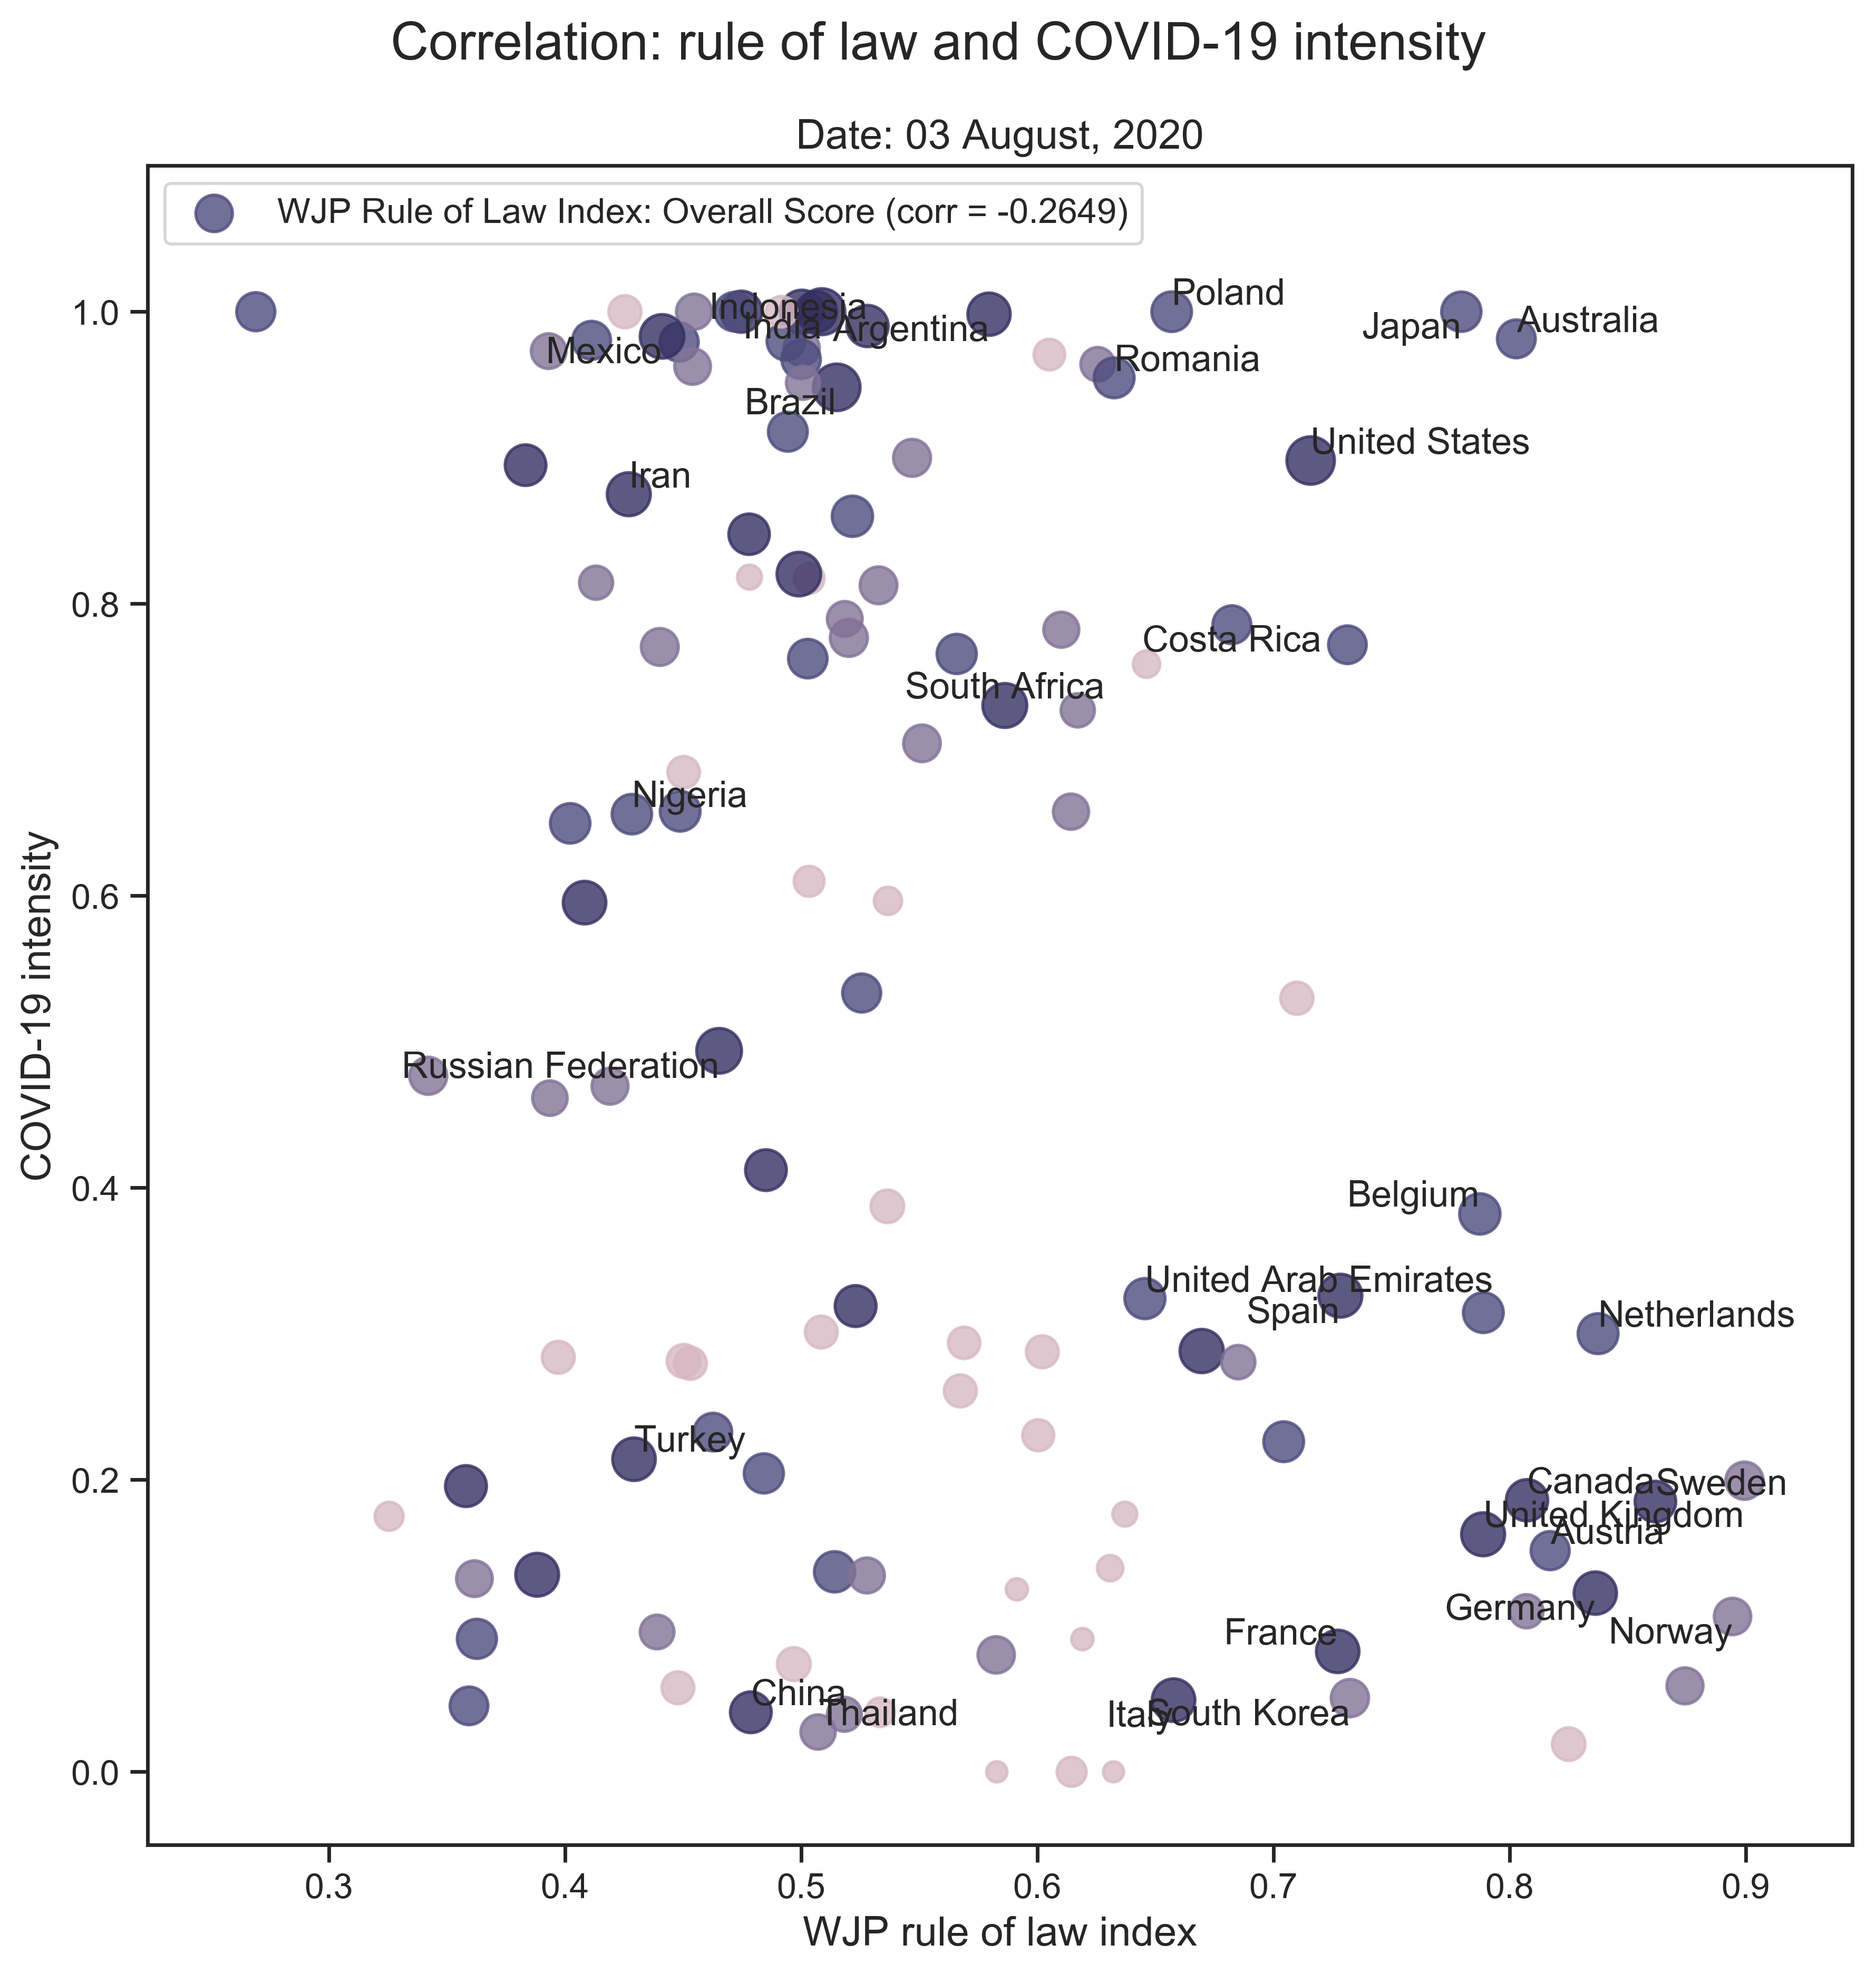 Correlation: rule of law and COVID-19 intensity
Date: 03 August, 2020
WJP Rule of Law Index: Overall Score (corr = -0.2649)
COVID-19 intensity
1.0
0.8
0.6
0.4
0.2
0.0
Poland
Indonesia
Japan
Australia
India
Argentina
Mexico
Romania
Brazil
United States
Iran
Costa Rica
South Africa
Nigeria
Russian Federation
Belgium
United Arab Emirates
Spain
Netherlands
Turkey
Canada
Sweden
United Kingdom
Austria
Germany
France
Norway
China
Thailand
Italy
South Korea
0.3
0.4
0.5
0.6
0.7
0.8
0.9
WJP rule of law index